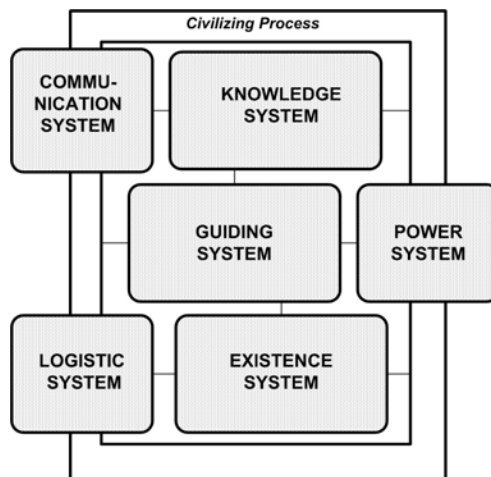 Civilizing Process
COMMU-
NICATION
SYSTEM
KNOWLEDGE
SYSTEM
GUIDING
SYSTEM
POWER
SYSTEM
LOGISTIC
SYSTEM
EXISTENCE
SYSTEM